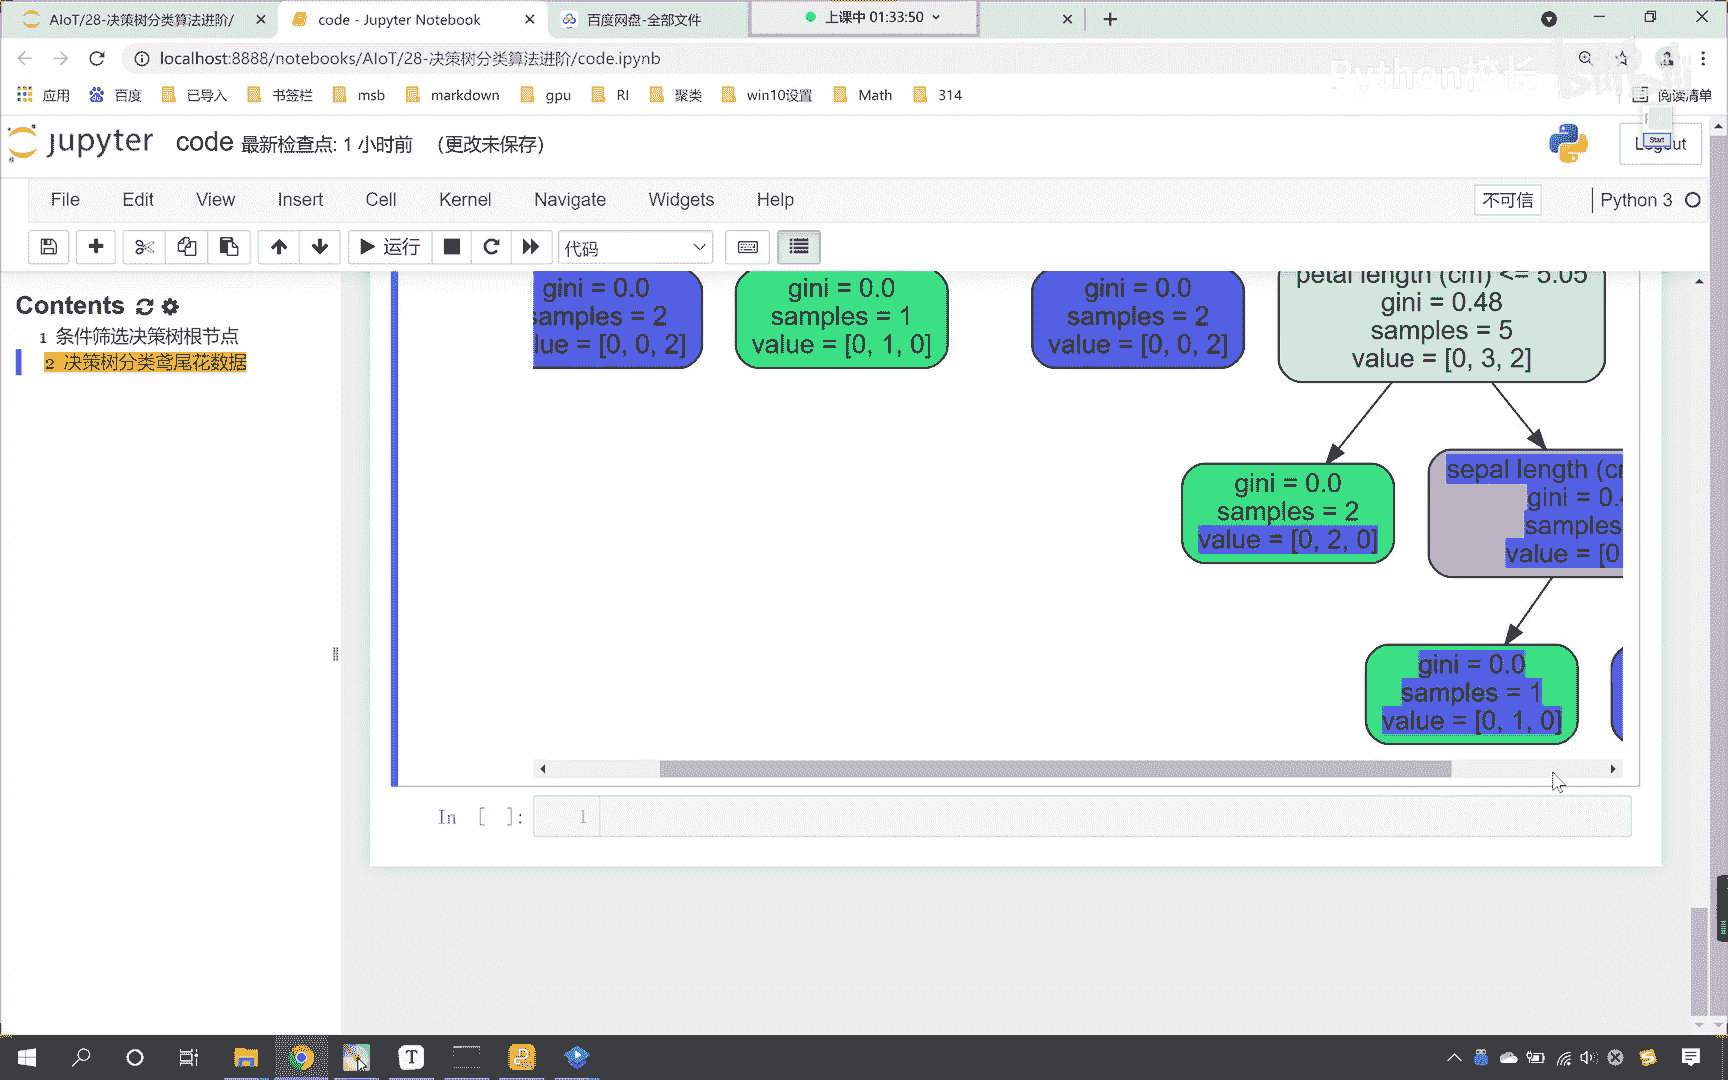 AIoT/28-决策树分类算法进阶/
code - Jupyter Notebook
百度网盘-全部文件
上课中 01:33:50
localhost:8888/notebooks/AIoT/28-决策树分类算法进阶/code.ipynb
Python校长
应用
百度
已导入
书签栏
msb
markdown
gpu
RI
聚类
win10设置
Math
314
阅读清单
jupyter
code 最新检查点: 1 小时前 (更改未保存)
Start
Logout
File
Edit
View
Insert
Cell
Kernel
Navigate
Widgets
Help
不可信
Python 3
运行
代码
Contents
1 条件筛选决策树根节点
2 决策树分类鸢尾花数据
gini = 0.0
samples = 2
lue = [0, 0, 2]
gini = 0.0
samples = 1
value = [0, 1, 0]
gini = 0.0
samples = 2
value = [0, 0, 2]
petal length (cm) <= 5.05
gini = 0.48
samples = 5
value = [0, 3, 2]
gini = 0.0
samples = 2
value = [0, 2, 0]
sepal length (c
gini = 0.
samples
value = [0
gini = 0.0
samples = 1
value = [0, 1, 0]
In [ ]:
1